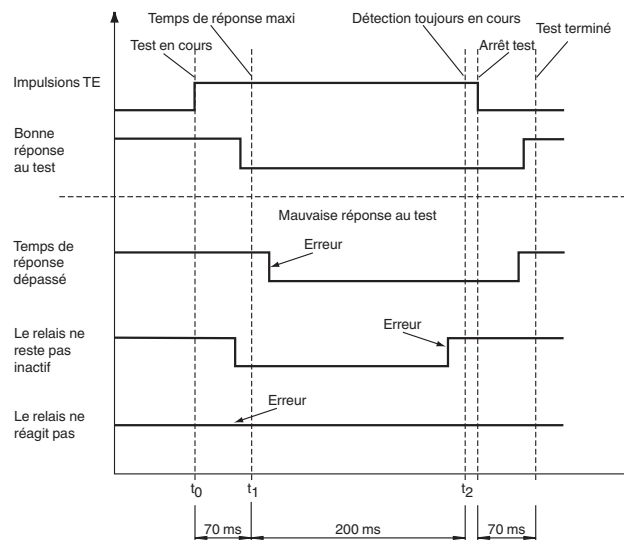 Temps de réponse maxi
Détection toujours en cours
Test en cours
Arrêt test
Test terminé
Impulsions TE
Bonne
réponse
au test
Mauvaise réponse au test
Temps de
réponse
dépassé
Erreur
Le relais ne
reste pas
inactif
Erreur
Le relais ne
réagit pas
Erreur
t0
t1
t2
70 ms
200 ms
70 ms